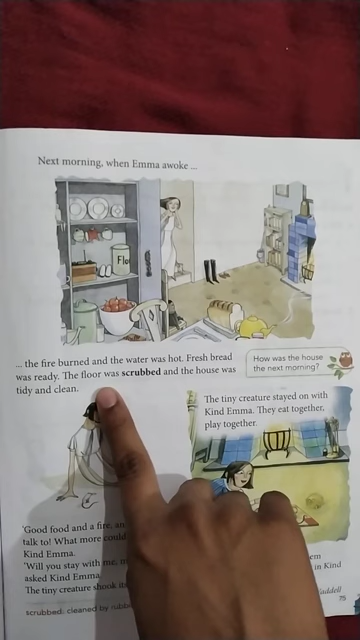 Next morning, when Emma awoke ...
Flo
... the fire burned and the water was hot. Fresh bread
was ready. The floor was scrubbed and the house was
tidy and clean.
How was the house
the next morning?
The tiny creature stayed on with
Kind Emma. They eat together,
play together
'Good food and a fire, an
talk to! What more could
Kind Emma.
'Will you stay with me,
asked Kind Emma.
The tiny creature shook it
in Kind
scrubbed: cleaned by rubb
Waddell
75